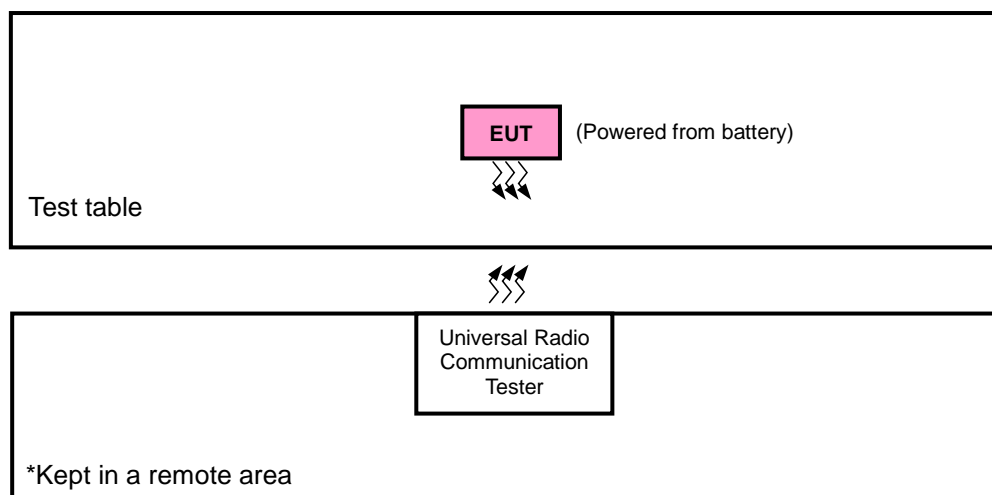 EUT
(Powered from battery)
Test table
Universal Radio
Communication
Tester
*Kept in a remote area